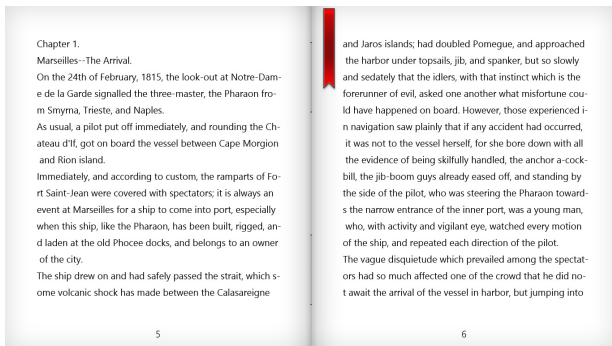 Chapter 1.
Marseilles--The Arrival.
On the 24th of February, 1815, the look-out at Notre-Dam-
e de la Garde signalled the three-master, the Pharaon fro-
m Smyrna, Trieste, and Naples.
As usual, a pilot put off immediately, and rounding the Ch-
ateau d'If, got on board the vessel between Cape Morgion
and Rion island.
Immediately, and according to custom, the ramparts of Fo-
rt Saint-Jean were covered with spectators; it is always an
event at Marseilles for a ship to come into port, especially
when this ship, like the Pharaon, has been built, rigged, an-
d laden at the old Phocee docks, and belongs to an owner
of the city.
The ship drew on and had safely passed the strait, which s-
ome volcanic shock has made between the Calasareigne
5
and Jaros islands; had doubled Pomegue, and approached
the harbor under topsails, jib, and spanker, but so slowly
and sedately that the idlers, with that instinct which is the
forerunner of evil, asked one another what misfortune cou-
ld have happened on board. However, those experienced i-
n navigation saw plainly that if any accident had occurred,
it was not to the vessel herself, for she bore down with all
the evidence of being skilfully handled, the anchor a-cock-
bill, the jib-boom guys already eased off, and standing by
the side of the pilot, who was steering the Pharaon toward-
s the narrow entrance of the inner port, was a young man,
who, with activity and vigilant eye, watched every motion
of the ship, and repeated each direction of the pilot.
The vague disquietude which prevailed among the spectat-
ors had so much affected one of the crowd that he did no-
t await the arrival of the vessel in harbor, but jumping into
6